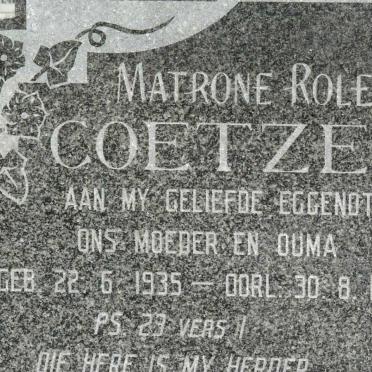 MATRONE ROLE
COETZE
AAN MY GELIEFDE EGGENOT
ONS MOEDER EN OUMA
GEB. 22. 6. 1935 — OORL. 30. 8.
PS. 23 VERS 1
DIE HERE IS MY HERDER